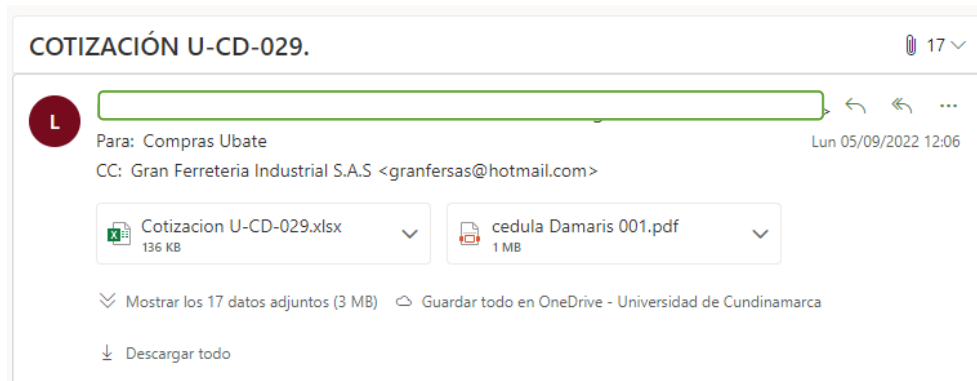 COTIZACIÓN U-CD-029.
17
L
Para: Compras Ubate
Lun 05/09/2022 12:06
CC: Gran Ferreteria Industrial S.A.S <granfersas@hotmail.com>
Cotizacion U-CD-029.xlsx
136 KB
cedula Damaris 001.pdf
1 MB
Mostrar los 17 datos adjuntos (3 MB)
Guardar todo en OneDrive - Universidad de Cundinamarca
Descargar todo